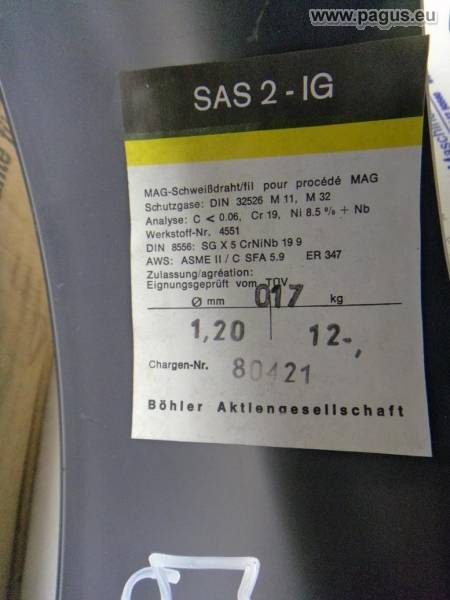 www.pagus.eu
SAS 2 - IG
MAG-Schweißdraht/fil pour procédé MAG
Schutzgase: DIN 32526 M 11, M 32
Analyse: C < 0.06, Cr 19, Ni 8.5 % + Nb
Werkstoff-Nr. 4551
DIN 8556: SG X 5 CrNiNb 19 9
AWS: ASME II / C SFA 5.9 ER 347
Zulassung/agréation:
Eignungsgeprüft vom TÜV
017
Ø mm kg
1,20 12-,
Chargen-Nr. 80421
Böhler Aktiengesellschaft